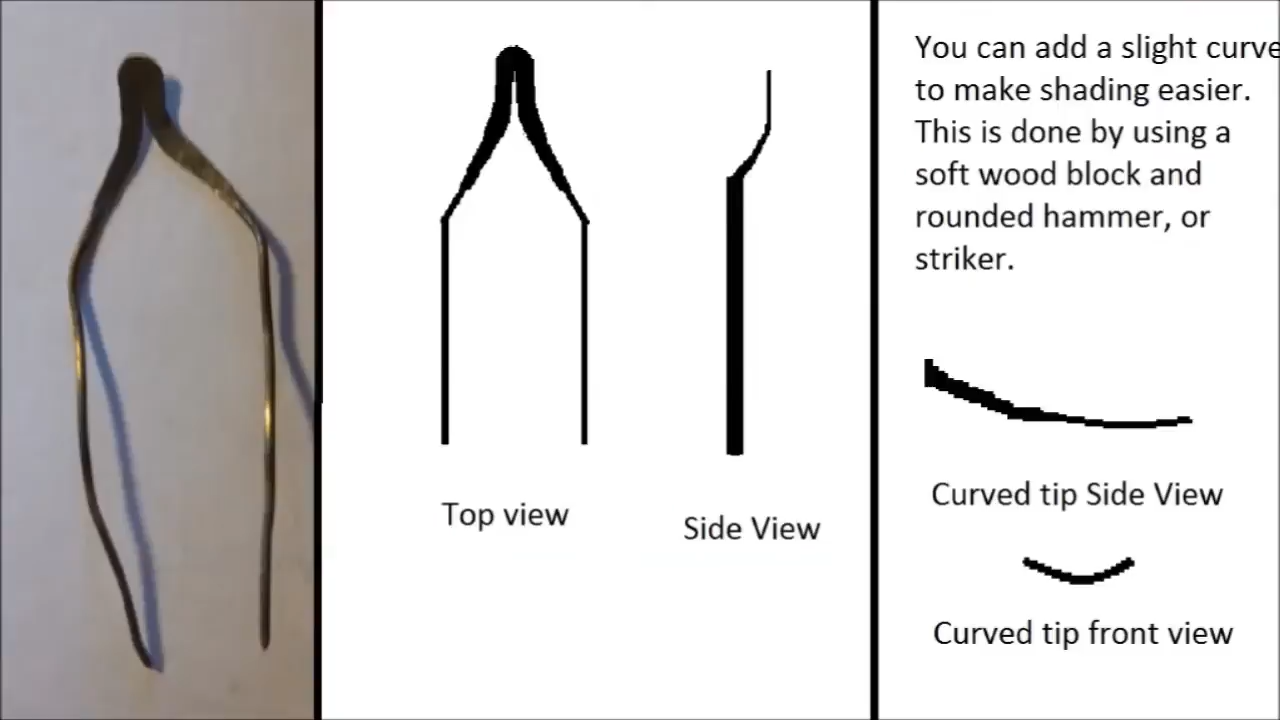 You can add a slight curve
to make shading easier.
This is done by using a
soft wood block and
rounded hammer, or
striker.
Top view
Side View
Curved tip Side View
Curved tip front view